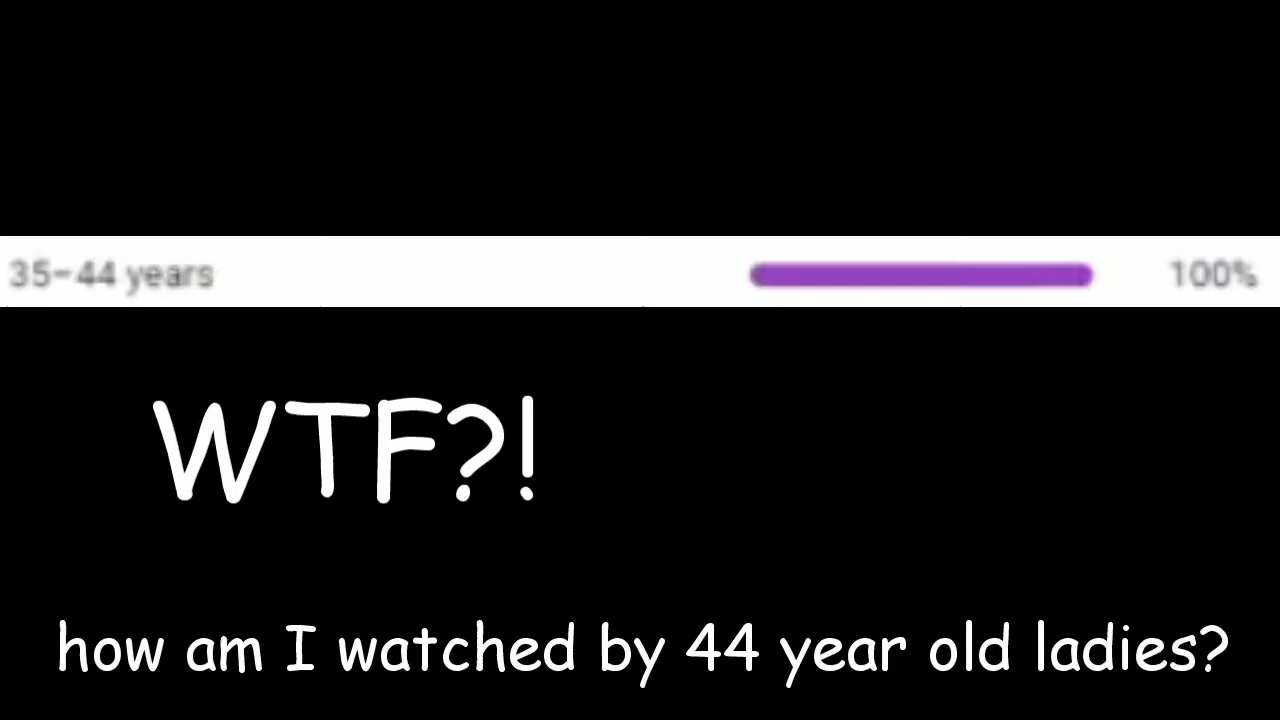 35–44 years 100%
WTF?!
how am I watched by 44 year old ladies?